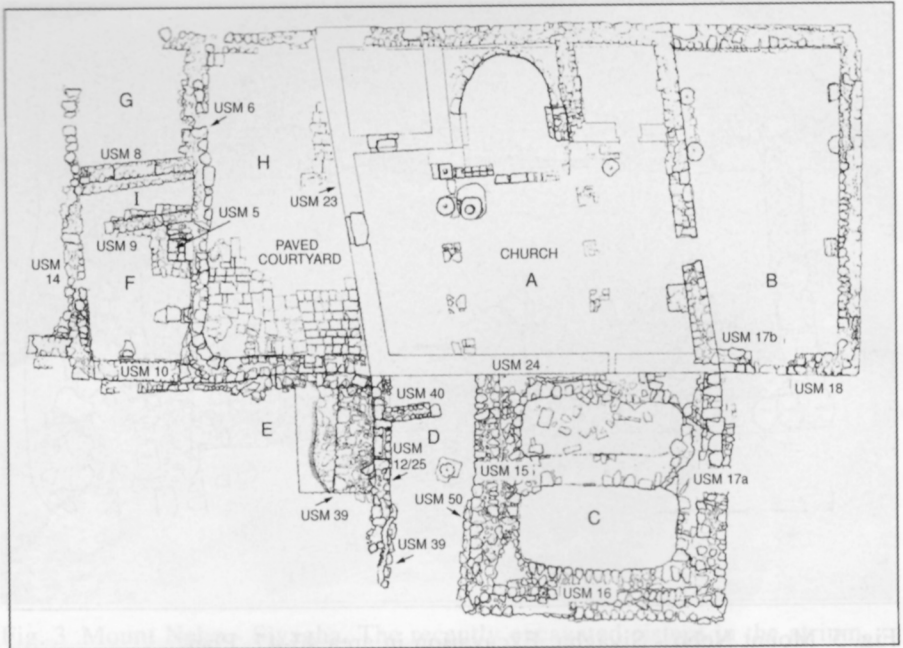 G
USM 6
USM 8
H
I
USM 5
USM 23
USM 9
PAVED
COURTYARD
CHURCH
USM
14
F
A
B
USM 17b
USM 10
USM 24
USM 18
USM 40
E
D
USM
12/25
USM 15
USM 17a
USM 50
USM 39
C
USM 39
USM 16